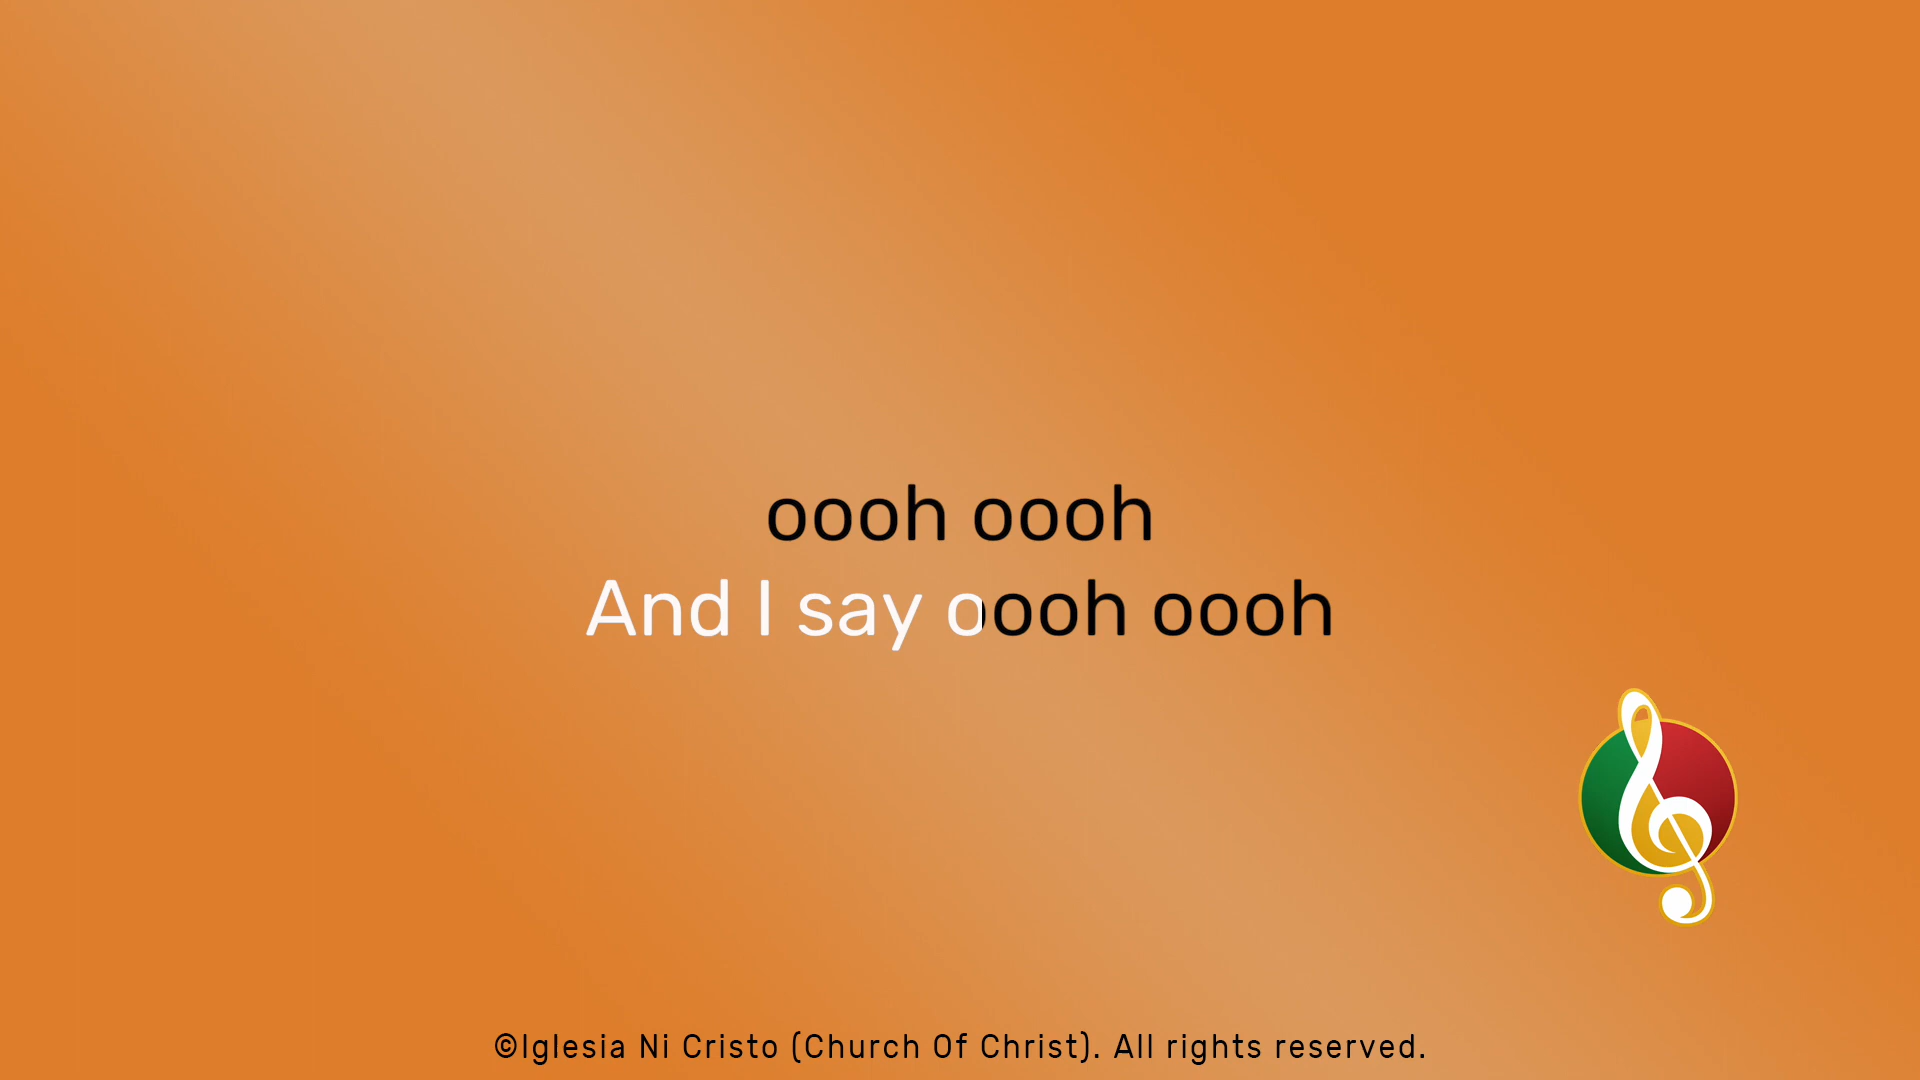 oooh oooh
And I say oooh oooh
©Iglesia Ni Cristo (Church Of Christ). All rights reserved.